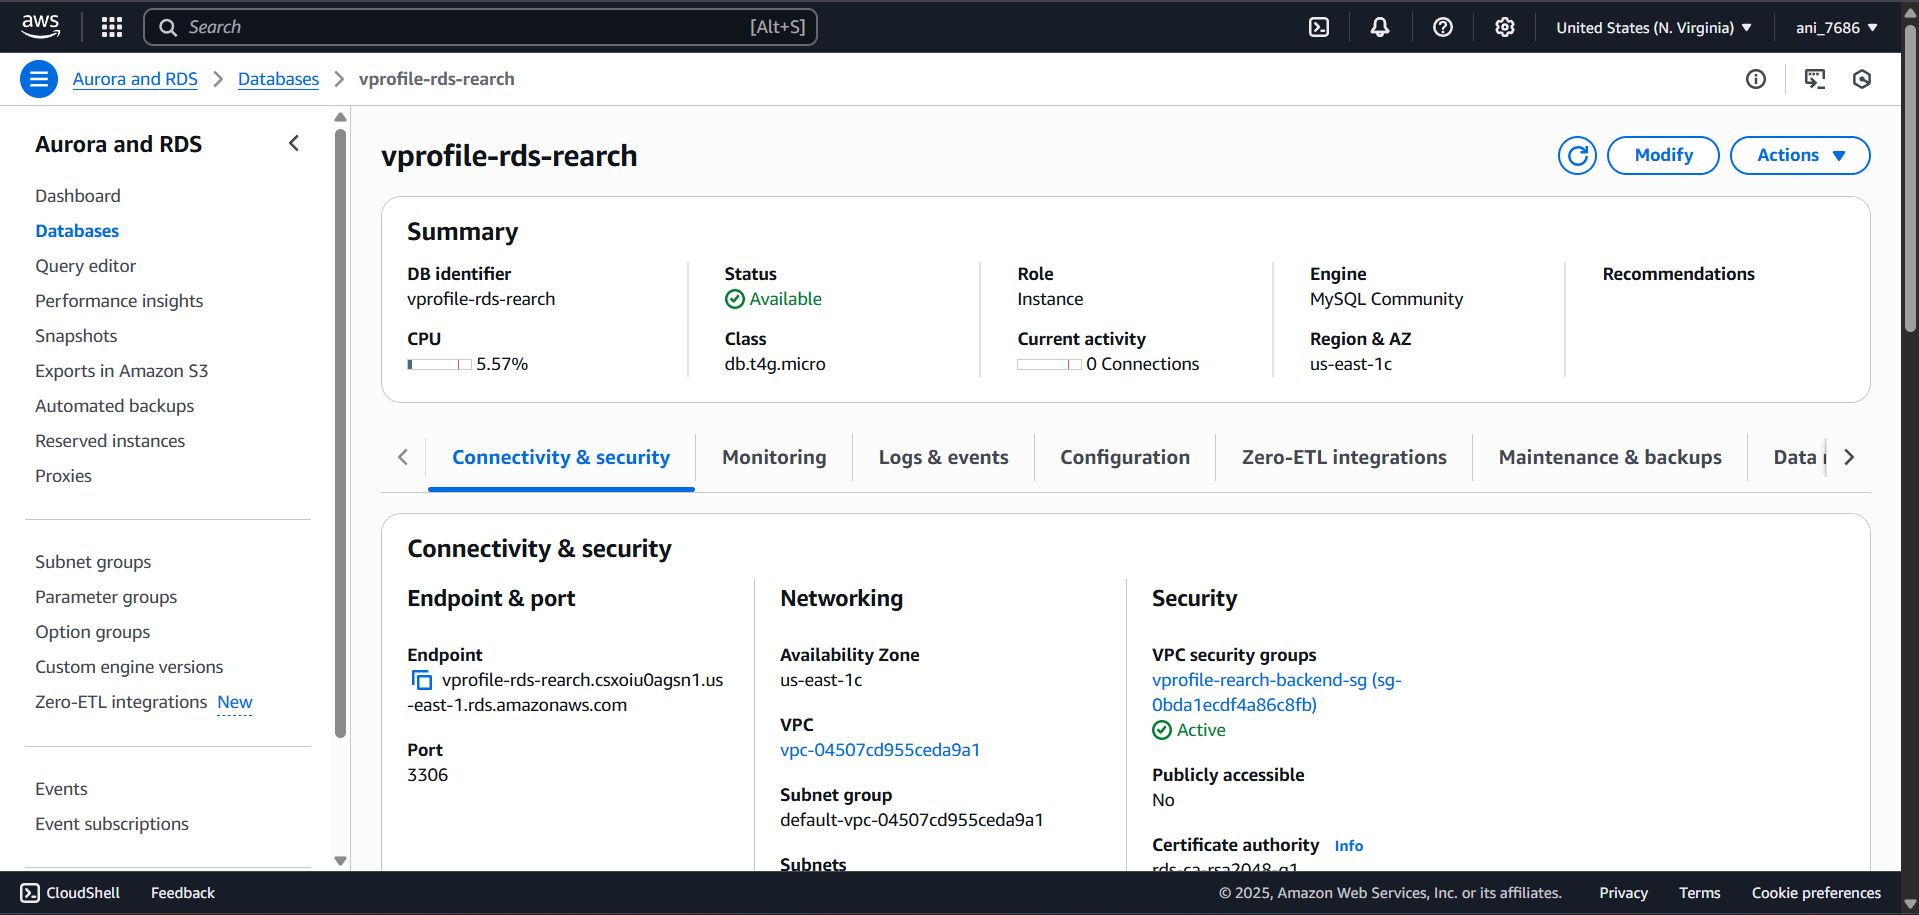 aws
Search [Alt+S]
United States (N. Virginia)
ani_7686
Aurora and RDS
Databases
vprofile-rds-rearch
Aurora and RDS
Dashboard
Databases
Query editor
Performance insights
Snapshots
Exports in Amazon S3
Automated backups
Reserved instances
Proxies
Subnet groups
Parameter groups
Option groups
Custom engine versions
Zero-ETL integrations New
Events
Event subscriptions
vprofile-rds-rearch
Modify
Actions
Summary
DB identifier
vprofile-rds-rearch
CPU
5.57%
Status
Available
Class
db.t4g.micro
Role
Instance
Current activity
0 Connections
Engine
MySQL Community
Region & AZ
us-east-1c
Recommendations
Connectivity & security
Monitoring
Logs & events
Configuration
Zero-ETL integrations
Maintenance & backups
Data
Connectivity & security
Endpoint & port
Endpoint
vprofile-rds-rearch.csxoiu0agsn1.us
-east-1.rds.amazonaws.com
Port
3306
Networking
Availability Zone
us-east-1c
VPC
vpc-04507cd955ceda9a1
Subnet group
default-vpc-04507cd955ceda9a1
Subnets
Security
VPC security groups
vprofile-rearch-backend-sg (sg-
0bda1ecdf4a86c8fb)
Active
Publicly accessible
No
Certificate authority Info
rds-ca-rsa2048-g1
CloudShell
Feedback
© 2025, Amazon Web Services, Inc. or its affiliates.
Privacy
Terms
Cookie preferences